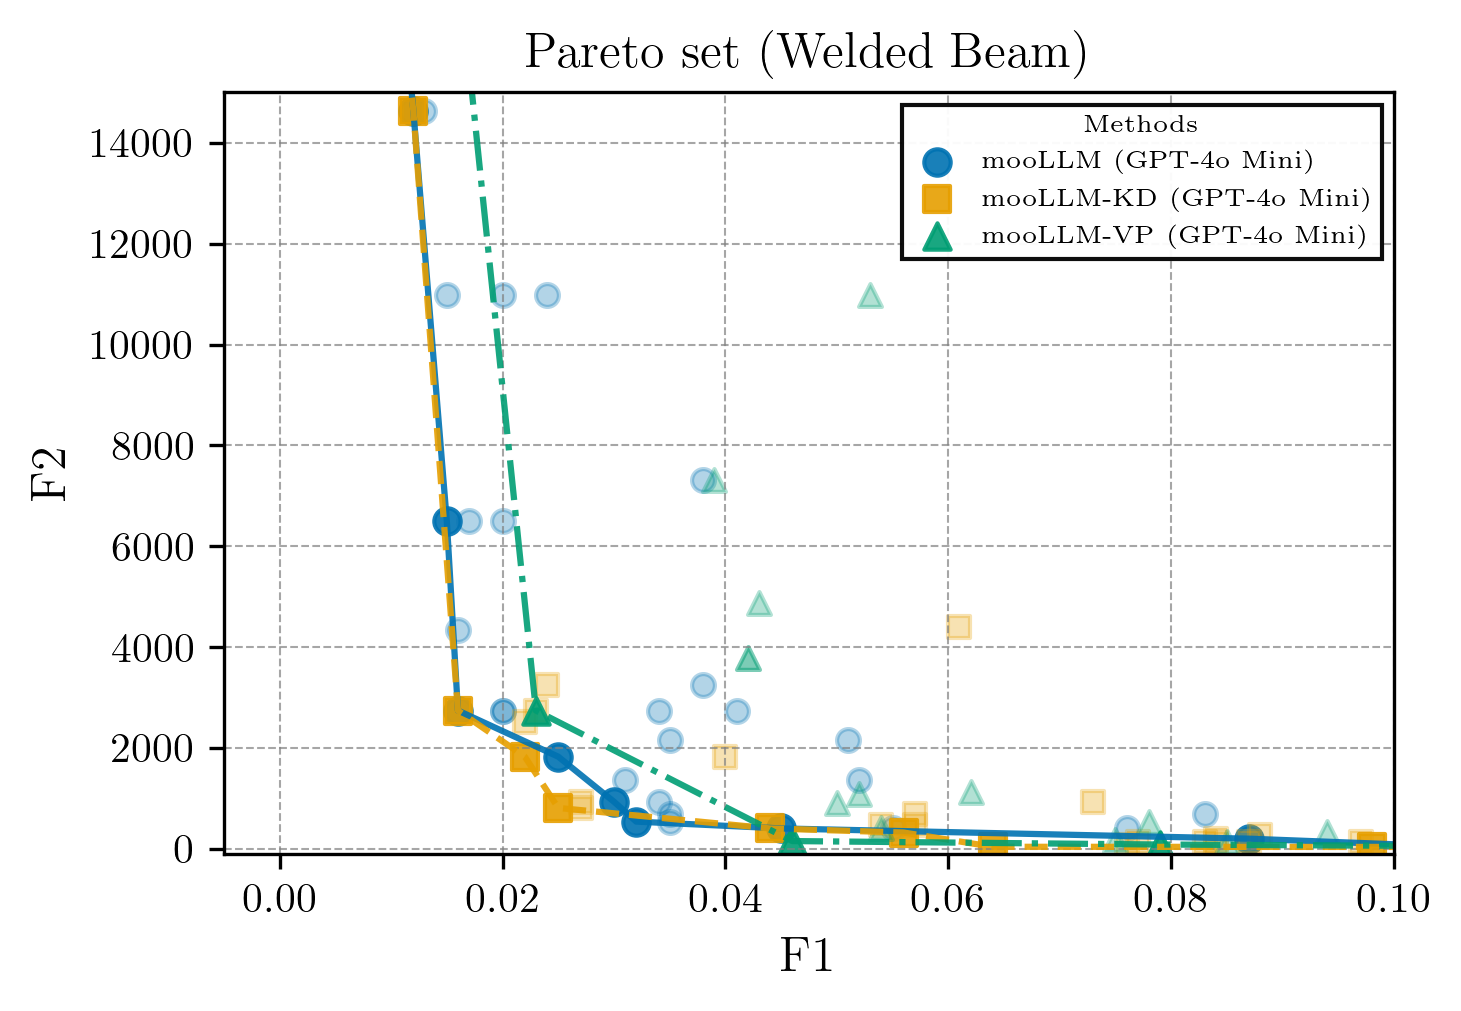 Pareto set (Welded Beam)
Methods
mooLLM (GPT-4o Mini)
mooLLM-KD (GPT-4o Mini)
mooLLM-VP (GPT-4o Mini)
F2
14000
12000
10000
8000
6000
4000
2000
0
0.00 0.02 0.04 0.06 0.08 0.10
F1